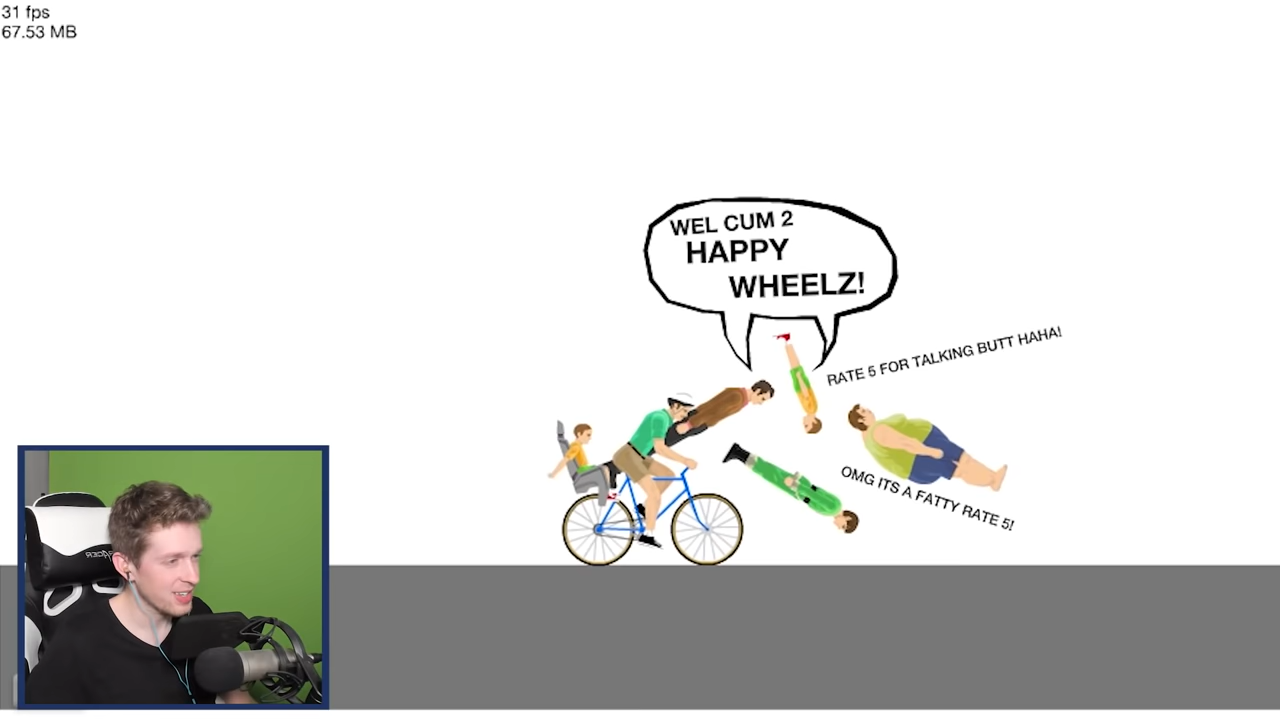 31 fps
67.53 MB
WEL CUM 2
HAPPY
WHEELZ!
RATE 5 FOR TALKING BUTT HAHA!
OMG ITS A FATTY RATE 5!